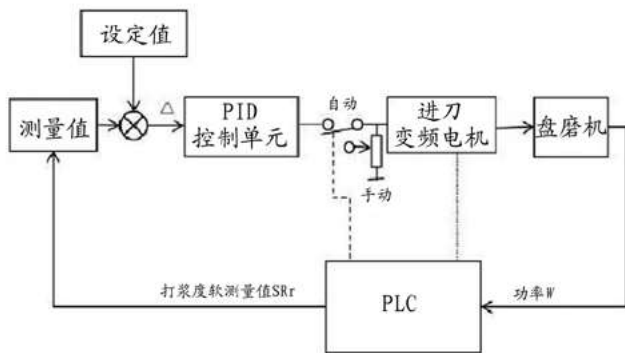 设定值
测量值
△
PID
控制单元
自动
手动
进刀
变频电机
盘磨机
打浆度软测量值SRr
PLC
功率W